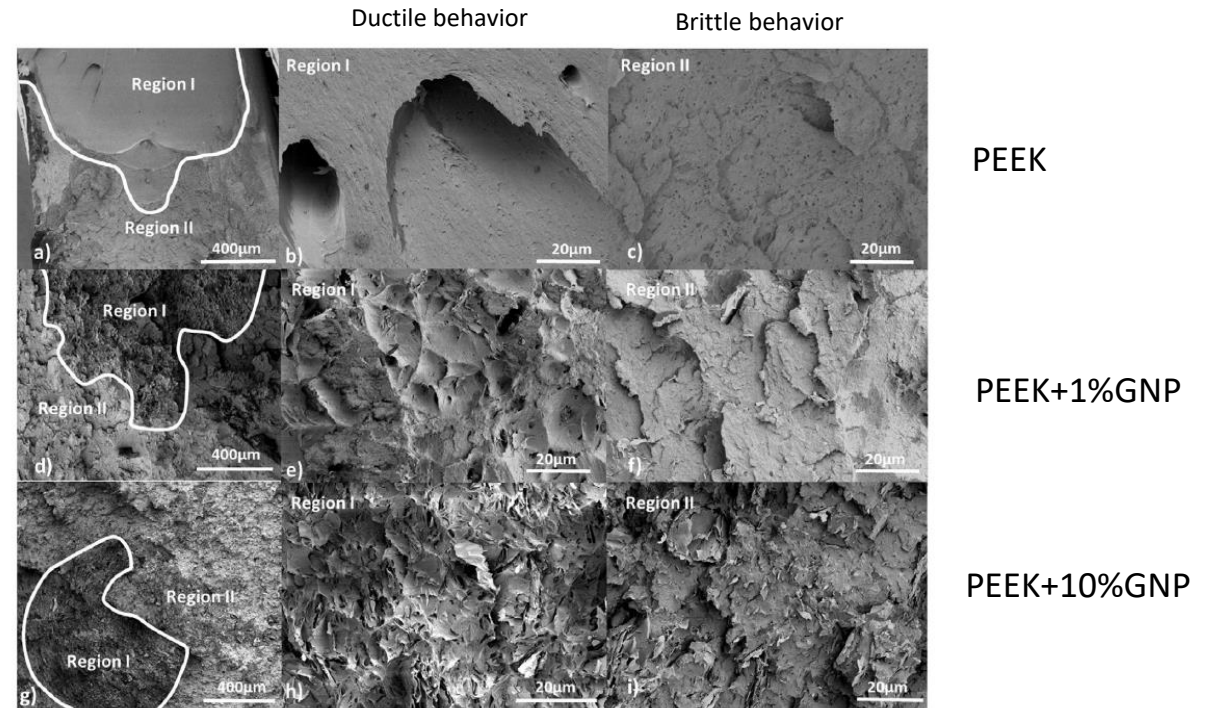 Ductile behavior
Brittle behavior
Region I
Region II
a)
400μm
Region I
b)
20μm
Region II
c)
20μm
PEEK
Region I
Region II
d)
400μm
Region I
e)
20μm
Region II
f)
20μm
PEEK+1%GNP
Region II
Region I
g)
400μm
Region I
h)
20μm
Region II
i)
20μm
PEEK+10%GNP